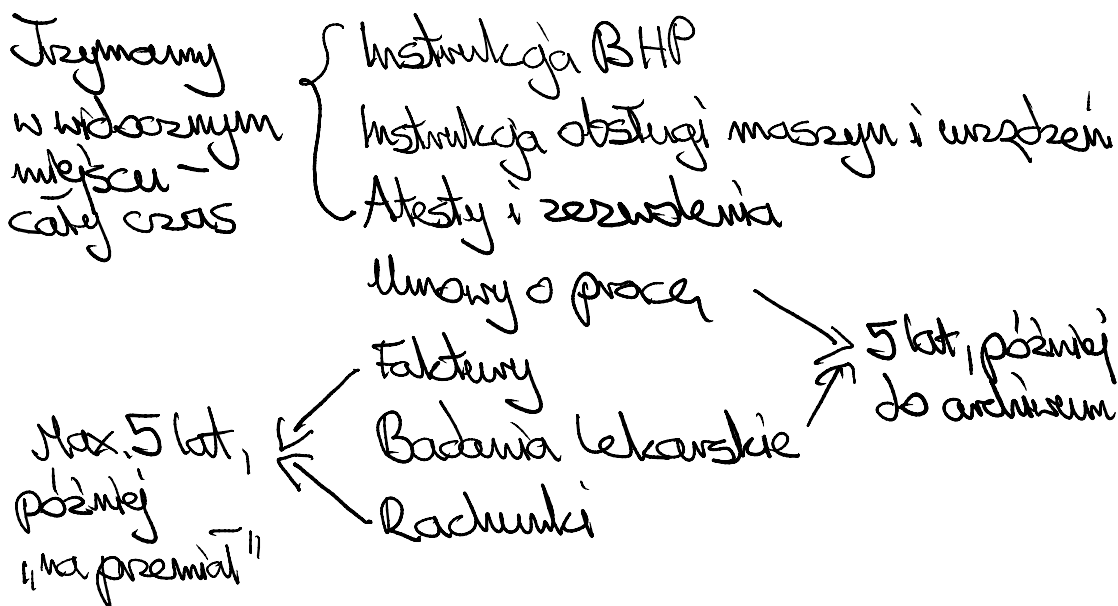 Trzymamy
w widocznym
miejscu -
cały czas
Instrukcja BHP
Instrukcja obsługi maszyn i urządzeń
Atesty i zezwolenia
Umowy o pracę
Faktury
Badania lekarskie
Rachunki
5 lat, później
do archiwum
Max. 5 lat,
później
„na przemiał”